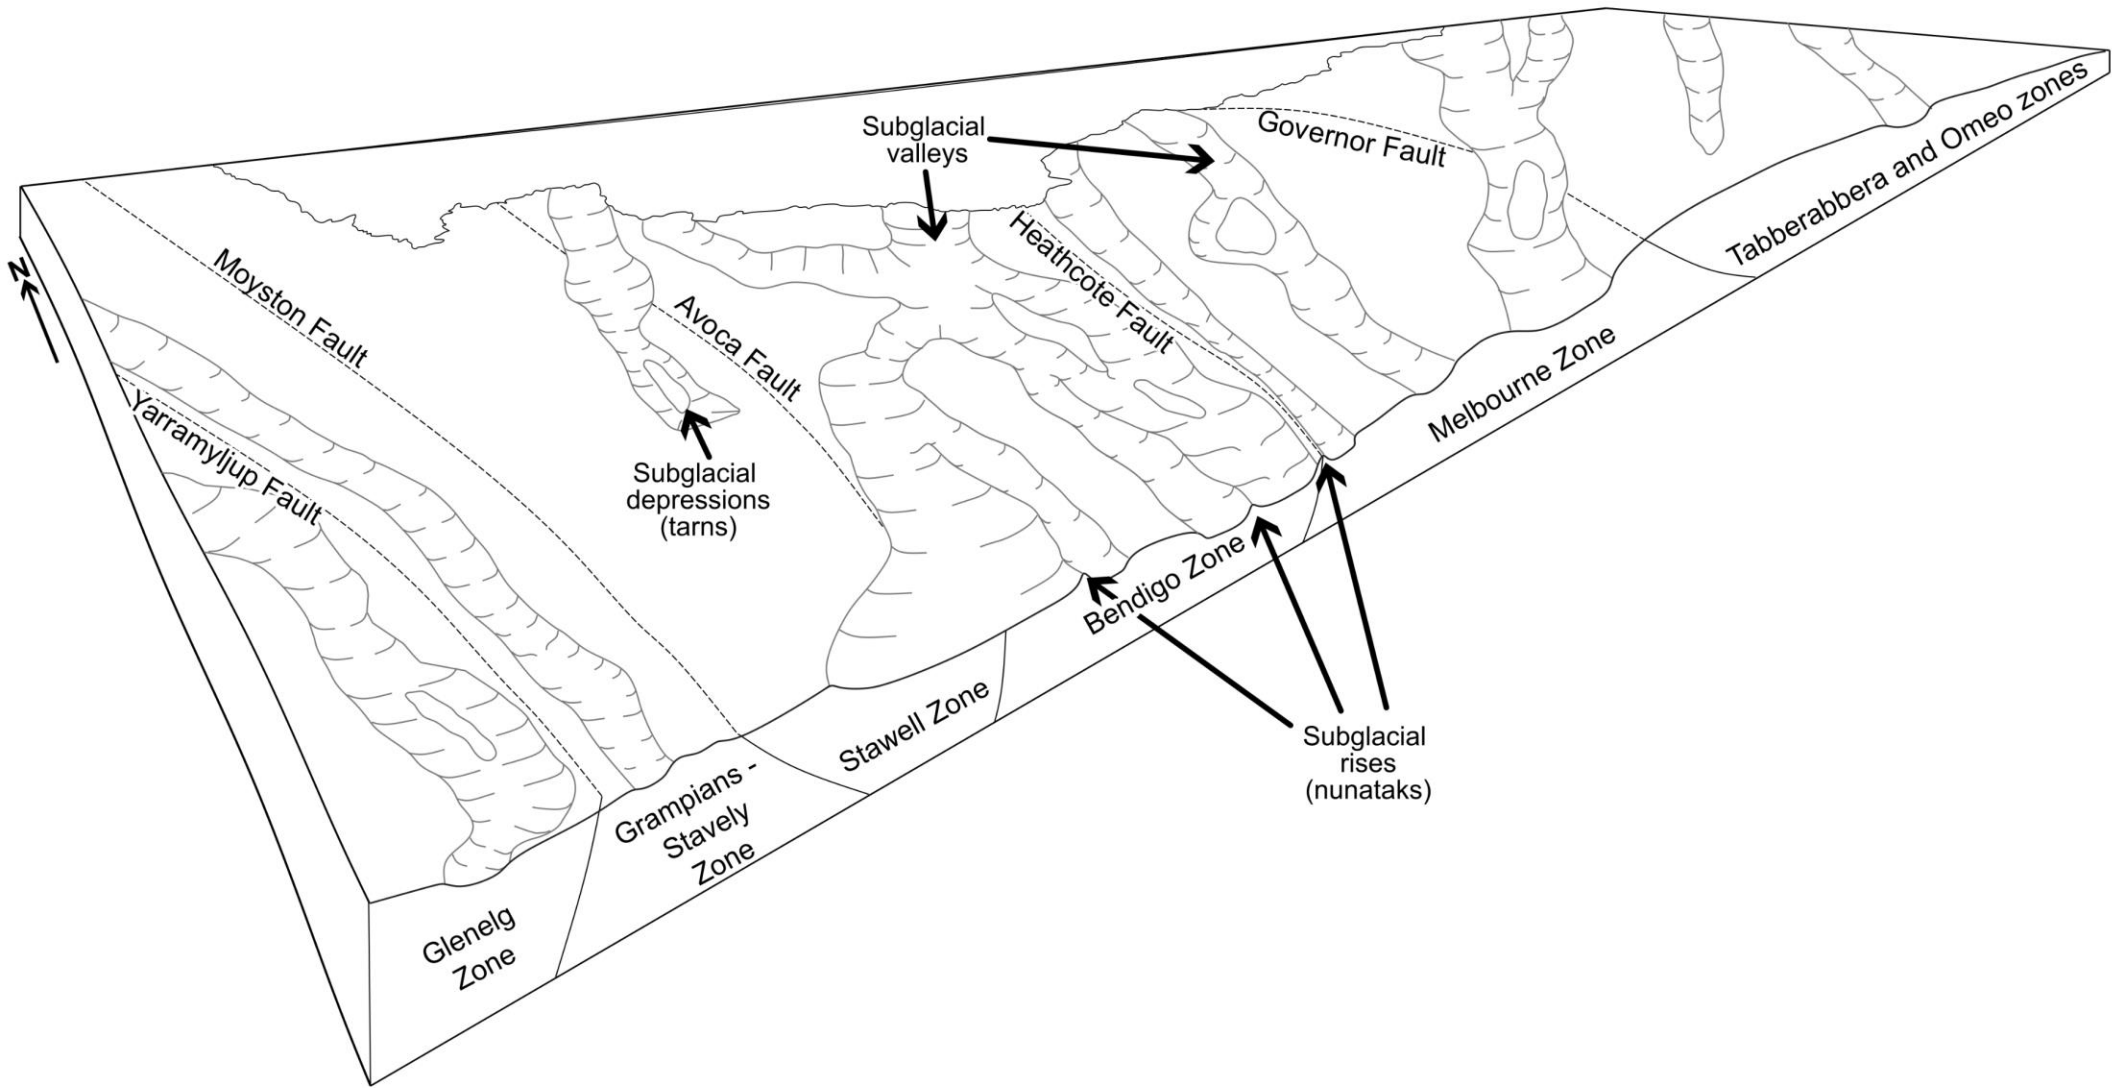 Subglacial
valleys
Governor Fault
Tabberabbera and Omeo zones
N
Moyston Fault
Heathcote Fault
Avoca Fault
Yarramyljup Fault
Melbourne Zone
Subglacial
depressions
(tarns)
Bendigo Zone
Stawell Zone
Subglacial
rises
(nunataks)
Grampians -
Stavely
Zone
Glenelg
Zone